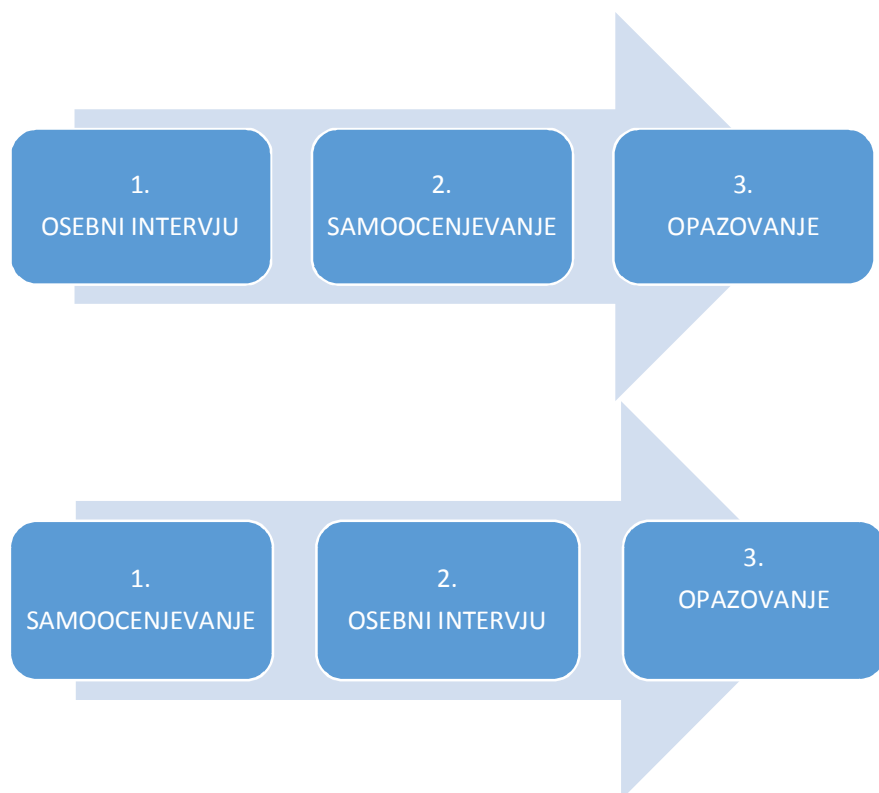 1.
OSEBNI INTERVJU
2.
SAMOOCENJEVANJE
3.
OPAZOVANJE
1.
SAMOOCENJEVANJE
2.
OSEBNI INTERVJU
3.
OPAZOVANJE